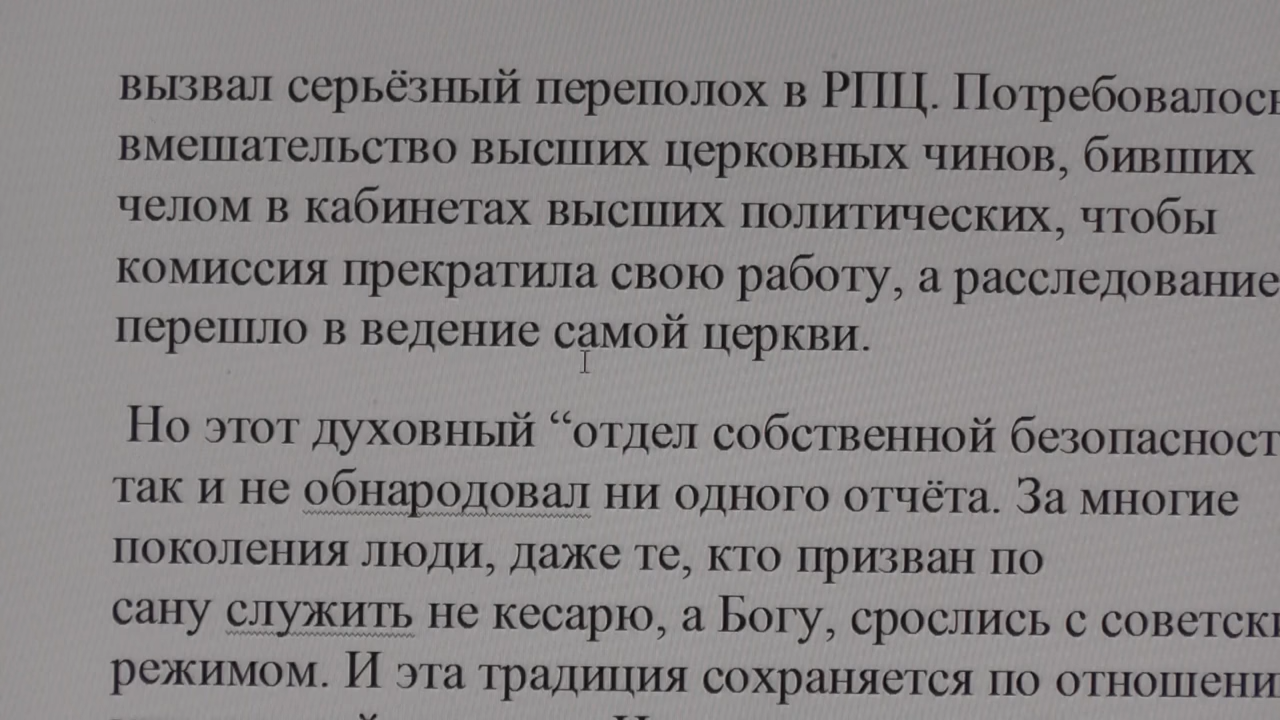 вызвал серьёзный переполох в РПЦ. Потребовалось
вмешательство высших церковных чинов, бивших
челом в кабинетах высших политических, чтобы
комиссия прекратила свою работу, а расследование
перешло в ведение самой церкви.
Но этот духовный “отдел собственной безопасност
так и не обнародовал ни одного отчёта. За многие
поколения люди, даже те, кто призван по
сану служить не кесарю, а Богу, срослись с советски
режимом. И эта традиция сохраняется по отношени